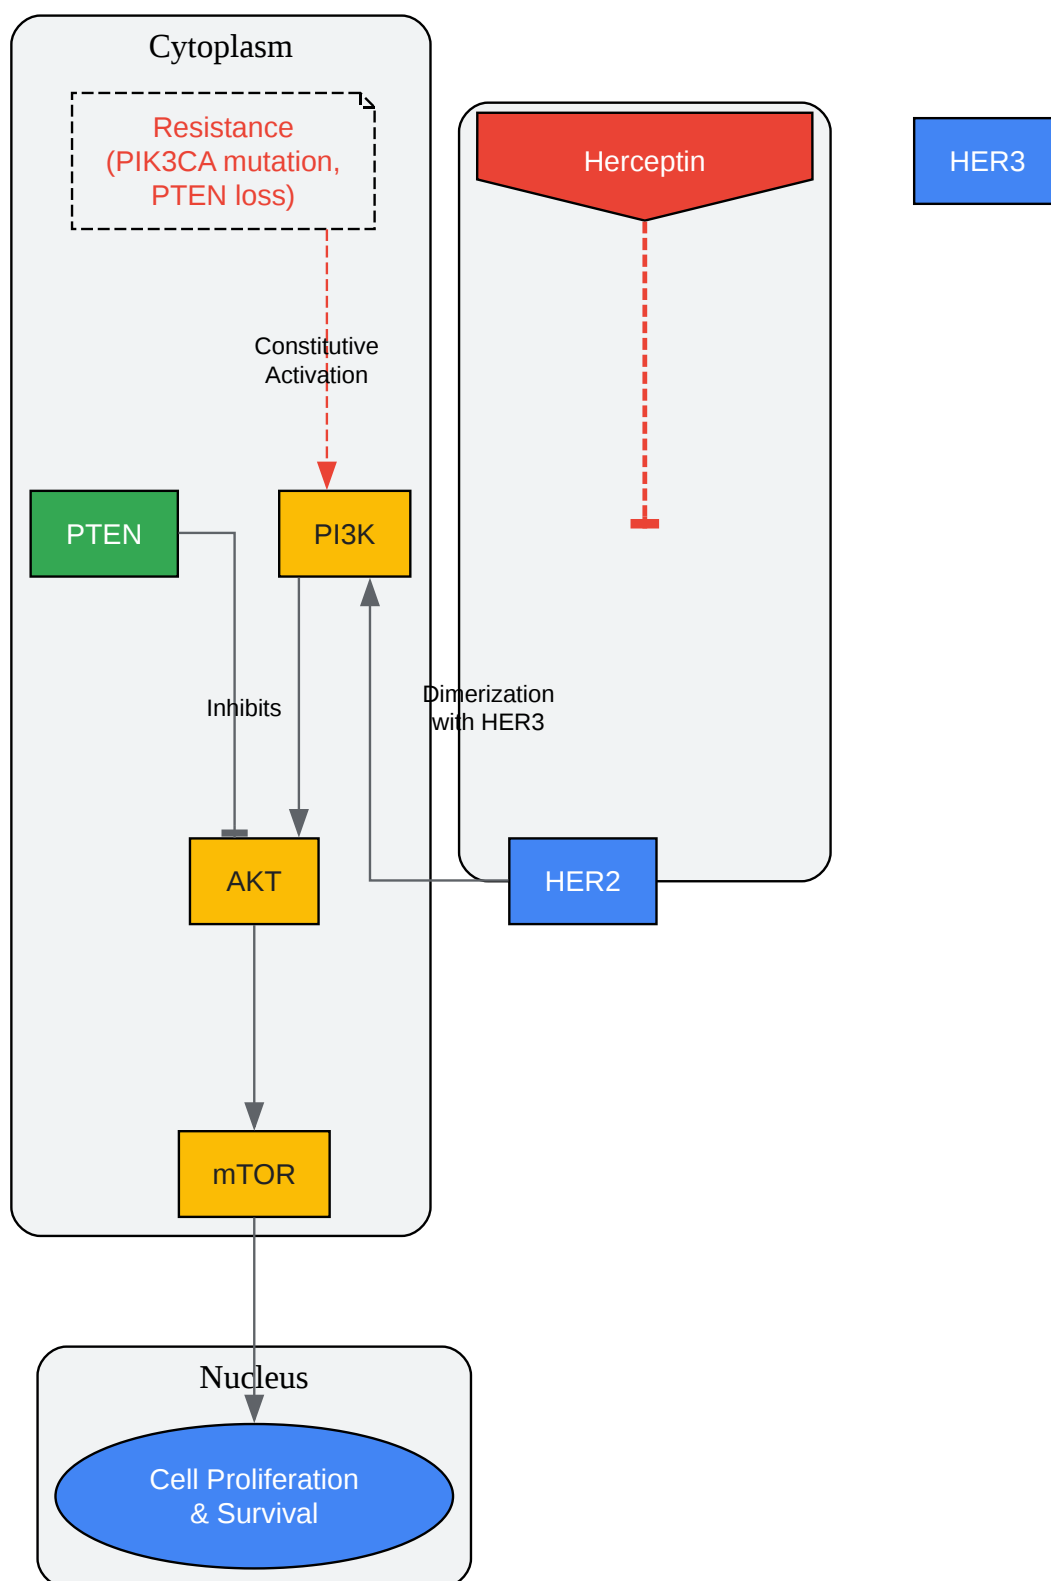 Cytoplasm
Resistance
(PIK3CA mutation,
PTEN loss)
Herceptin
HER3
Constitutive
Activation
PTEN
PI3K
Inhibits
Dimerization
with HER3
AKT
HER2
mTOR
Nucleus
Cell Proliferation
& Survival